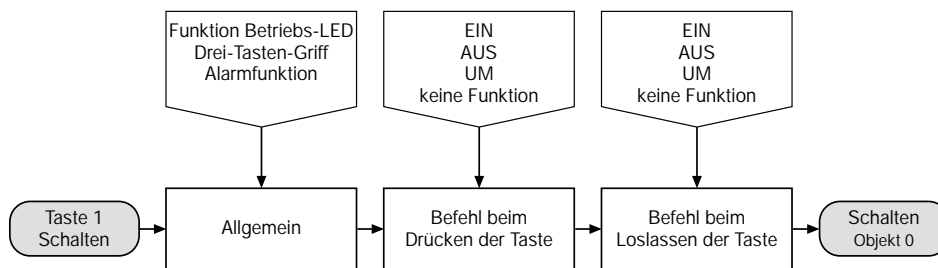 Funktion Betriebs-LED
Drei-Tasten-Griff
Alarmfunktion
EIN
AUS
UM
keine Funktion
EIN
AUS
UM
keine Funktion
Taste 1
Schalten
Allgemein
Befehl beim
Drücken der Taste
Befehl beim
Loslassen der Taste
Schalten
Objekt 0